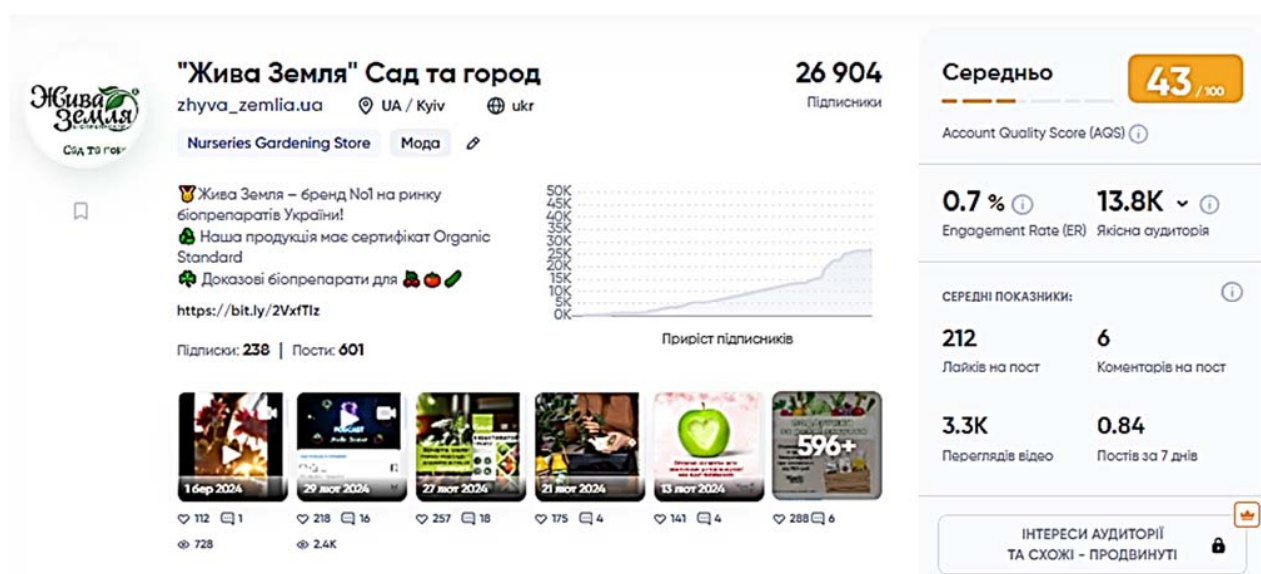 Жива
Земля
Сад та гор
"Жива Земля" Сад та город
zhyva_zemlia.ua UA / Kyiv ukr
26 904
Підписники
Nurseries Gardening Store Мода
Жива Земля – бренд No1 на ринку
біопрепаратів України!
Наша продукція має сертифікат Organic
Standard
Доказові біопрепарати для
https://bit.ly/2VxfTlz
Підписки: 238 | Пости: 601
50K
45K
40K
35K
30K
25K
20K
15K
10K
5K
0K
Приріст підписників
PODCAST
596+
1 бер 2024
29 лют 2024
27 лют 2024
21 лют 2024
13 лют 2024
112 1
218 16
257 18
175 4
141 4
288 6
728
2.4K
Середньо
43 / 100
Account Quality Score (AQS)
0.7 %
Engagement Rate (ER)
13.8K
Якісна аудиторія
СЕРЕДНІ ПОКАЗНИКИ:
212
Лайків на пост
6
Коментарів на пост
3.3K
Переглядів відео
0.84
Постів за 7 днів
ІНТЕРЕСИ АУДИТОРІЇ
ТА СХОЖІ - ПРОДВИНУТІ